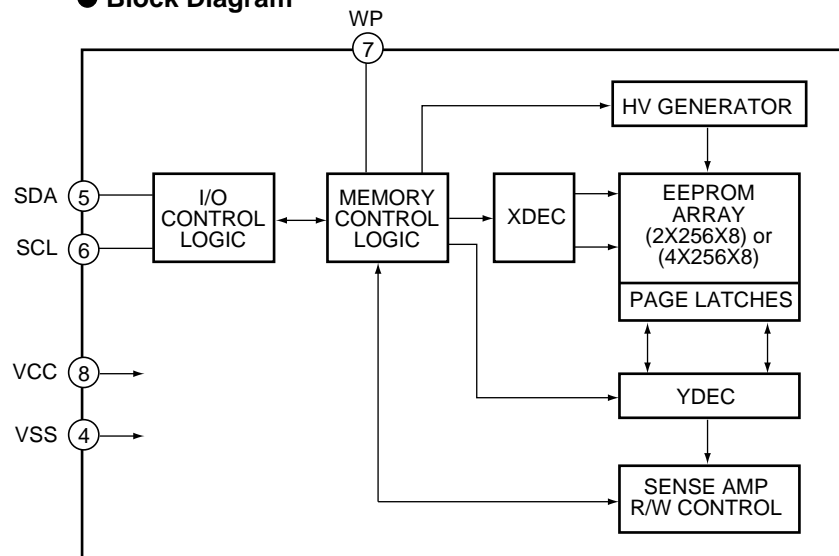 ● Block Diagram
WP
7
HV GENERATOR
SDA 5
SCL 6
I/O
CONTROL
LOGIC
MEMORY
CONTROL
LOGIC
XDEC
EEPROM
ARRAY
(2X256X8) or
(4X256X8)
PAGE LATCHES
VCC 8
YDEC
VSS 4
SENSE AMP
R/W CONTROL